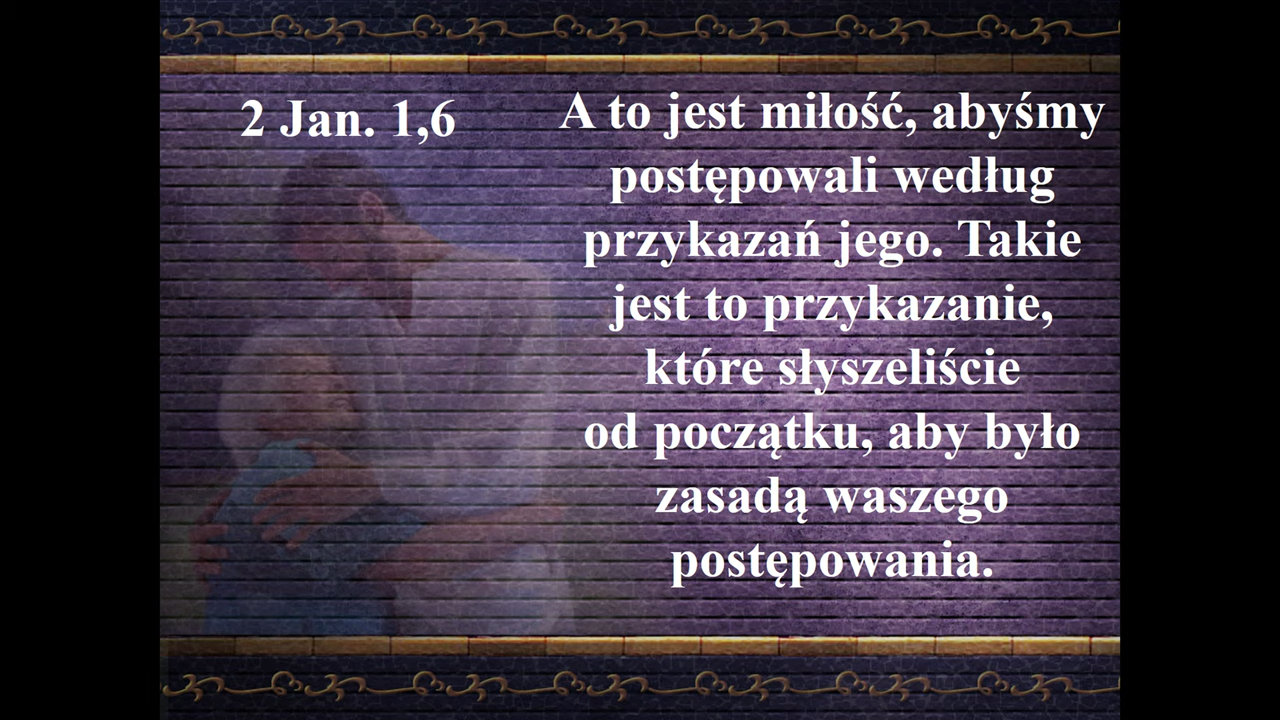 2 Jan. 1,6
A to jest miłość, abyśmy
postępowali według
przykazań jego. Takie
jest to przykazanie,
które słyszeliście
od początku, aby było
zasadą waszego
postępowania.